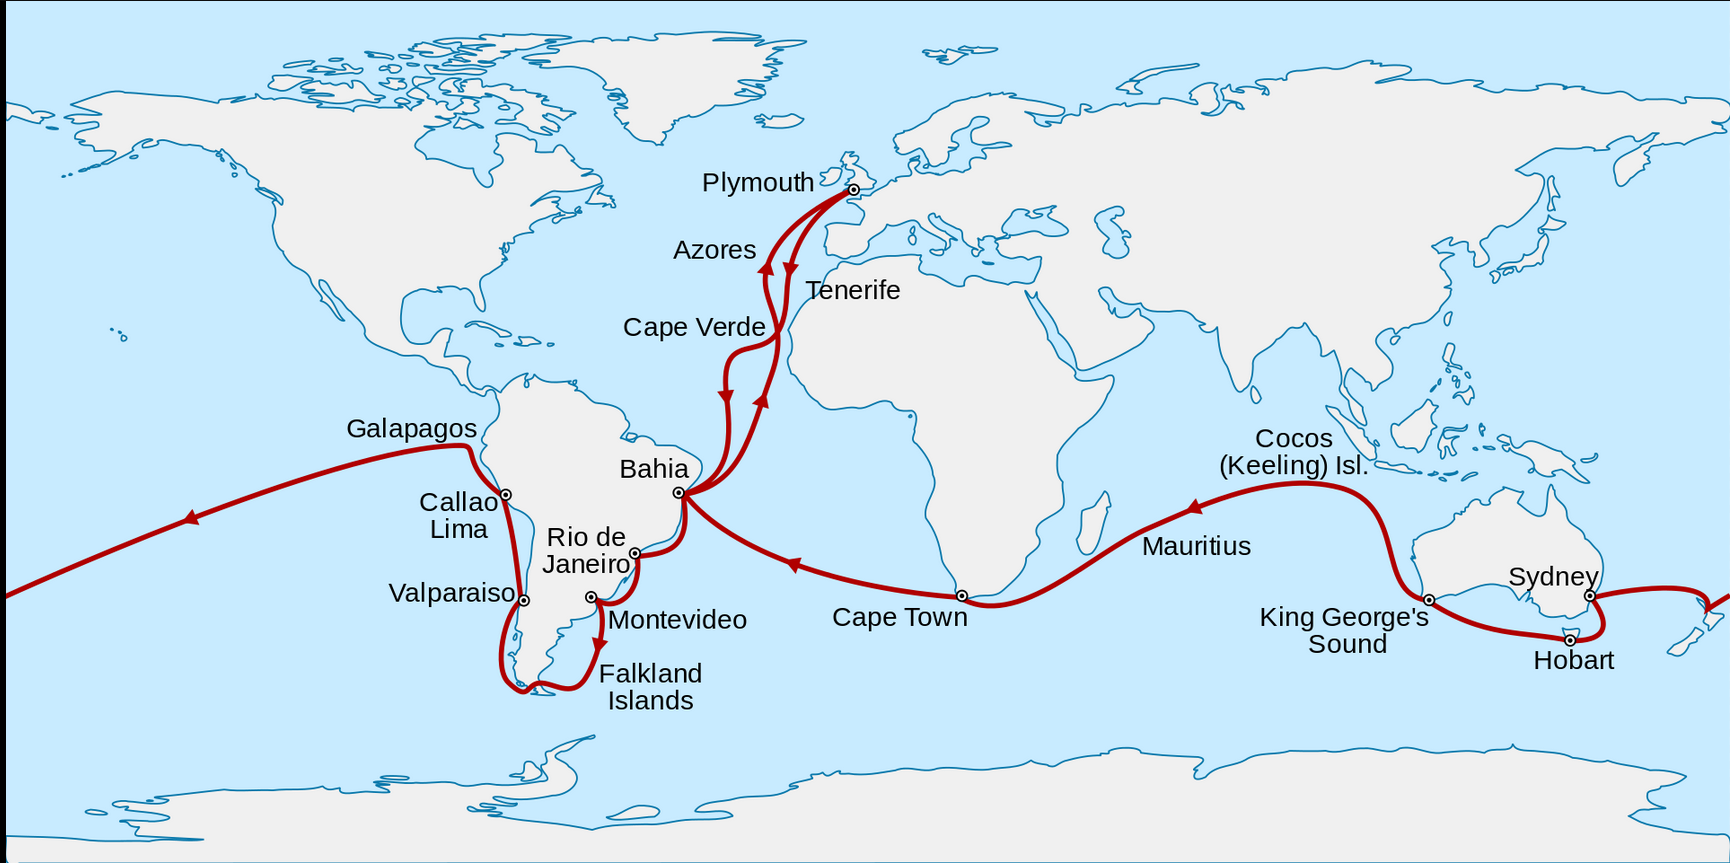 Plymouth
Azores
Tenerife
Cape Verde
Galapagos
Cocos
(Keeling) Isl.
Bahia
Callao
Lima
Rio de
Janeiro
Mauritius
Sydney
Valparaiso
Montevideo
Cape Town
King George's
Sound
Hobart
Falkland
Islands